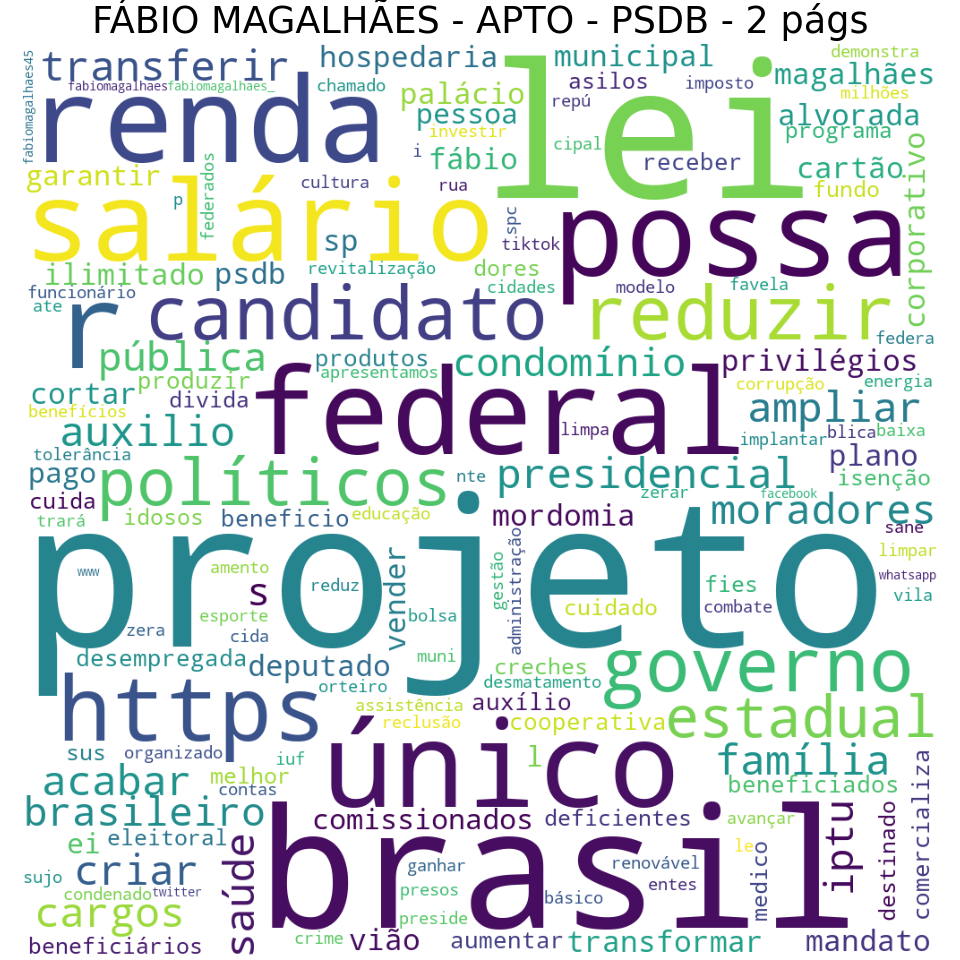 FÁBIO MAGALHÃES - APTO - PSDB - 2 págs
fabiomagalhaes45
transferir
hospedaria
municipal
demonstra
fabiomagalhaes
fabiomagalhaes_
chamado
asilos
imposto
magalhães
renda
palácio
repú
lei
milhões
pessoa
alvorada
investir
programa
i
fábio
cipal
receber
cartão
corporativo
garantir
federados
cultura
rua
fundo
p
salário
sp
spc
possa
tiktok
ilimitado
psdb
revitalização
dores
funcionário
cidades
modelo
favela
ate
r
candidato
reduzir
federa
pública
produtos
condomínio
privilégios
produzir
apresentamos
cortar
divida
federal
corrupção
energia
benefícios
ampliar
auxilio
limpa
implantar
blica
baixa
tolerância
plano
pago
políticos
nte
presidencial
isenção
cuida
zerar
facebook
trará
idosos
beneficio
educação
mordomia
moradores
sane
projeto
limpar
www
amento
s
reduz
vender
gestão
administração
fies
whatsapp
vila
esporte
bolsa
cuidado
combate
zera
cida
desempregada
deputado
muni
creches
governo
orteiro
desmatamento
https
assistência
auxílio
reclusão
cooperativa
estadual
sus
organizado
iuf
único
l
família
acabar
melhor
contas
beneficiados
comercializa
brasileiro
comissionados
deficientes
avançar
iptu
destinado
ei
eleitoral
saúde
brasil
le
medico
criar
ganhar
renovável
sujo
condenado
twitter
presos
básico
entes
cargos
preside
beneficiários
crime
vião
aumentar
transformar
mandato